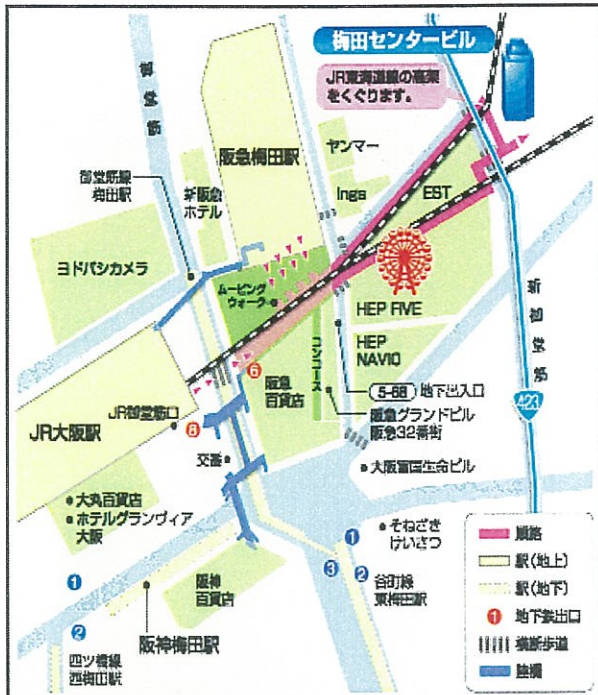 梅田センタービル
JR東海道線の高架
をくぐります。
御堂筋
阪急梅田駅
ヤンマー
Ings
EST
御堂筋線
梅田駅
新阪急
ホテル
ヨドバシカメラ
ムービング
ウォーク
HEP FIVE
HEP
NAVIO
新御堂筋
コンコース
6
阪急
百貨店
5-68 地下出入口
阪急グランドビル
阪急32番街
423
JR御堂筋口
JR大阪駅
8
交番
大阪富国生命ビル
大丸百貨店
ホテルグランヴィア
大阪
そねざき
けいさつ
1
2
3
1
2
谷町線
東梅田駅
阪神
百貨店
阪神梅田駅
四ツ橋線
西梅田駅
順路
駅(地上)
駅(地下)
1 地下鉄出口
横断歩道
陸橋